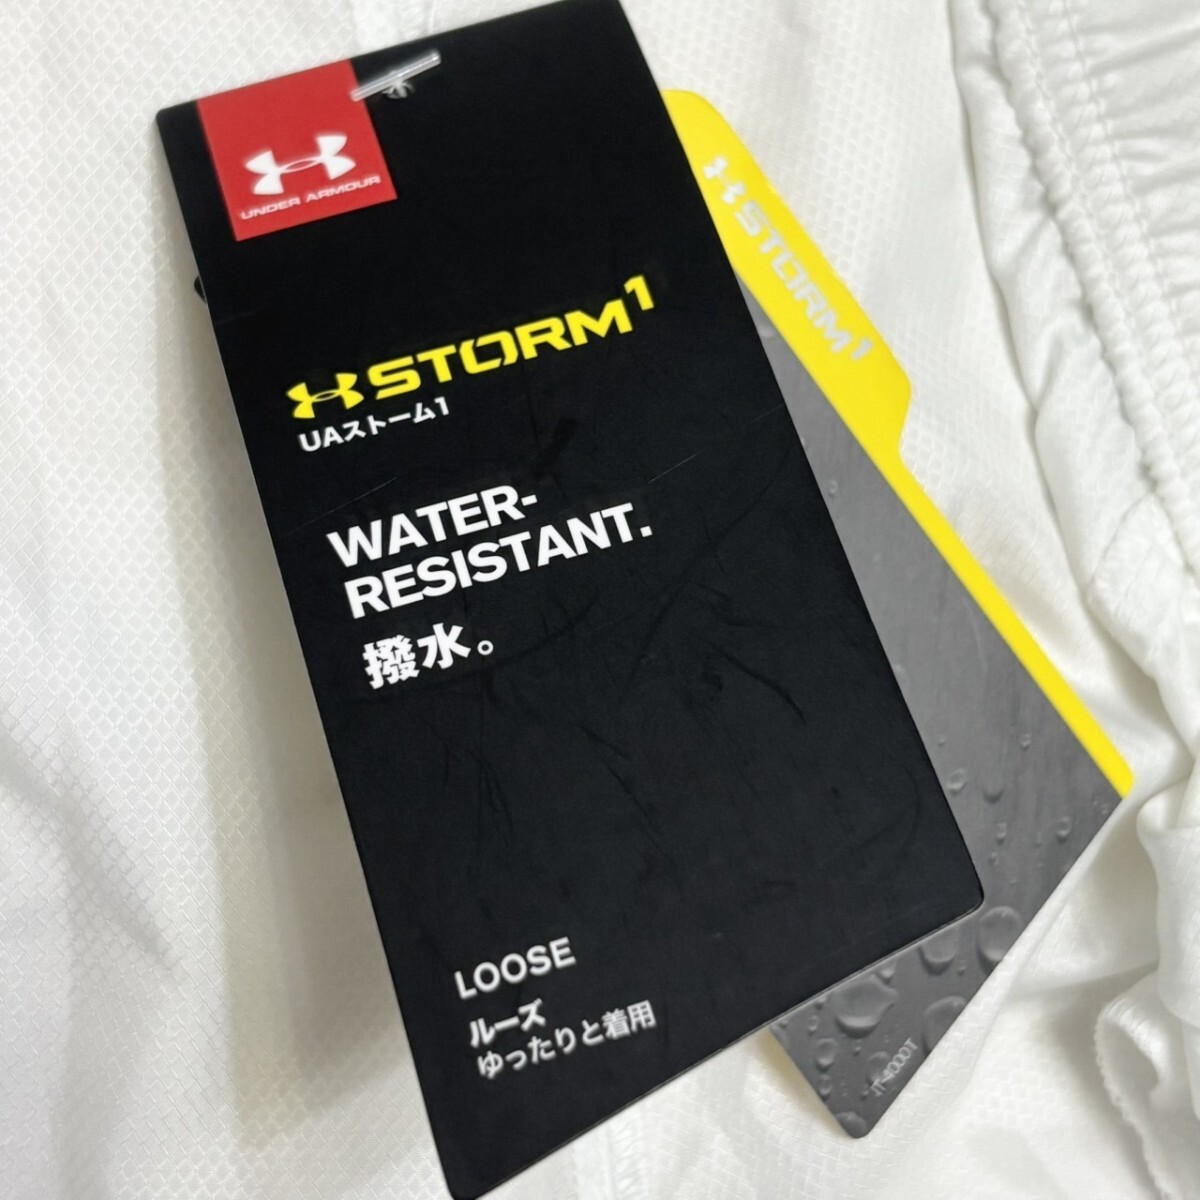 UNDER ARMOUR
STORM1
UAストーム1
WATER-
RESISTANT.
撥水。
LOOSE
ルーズ
ゆったりと着用
STORM1